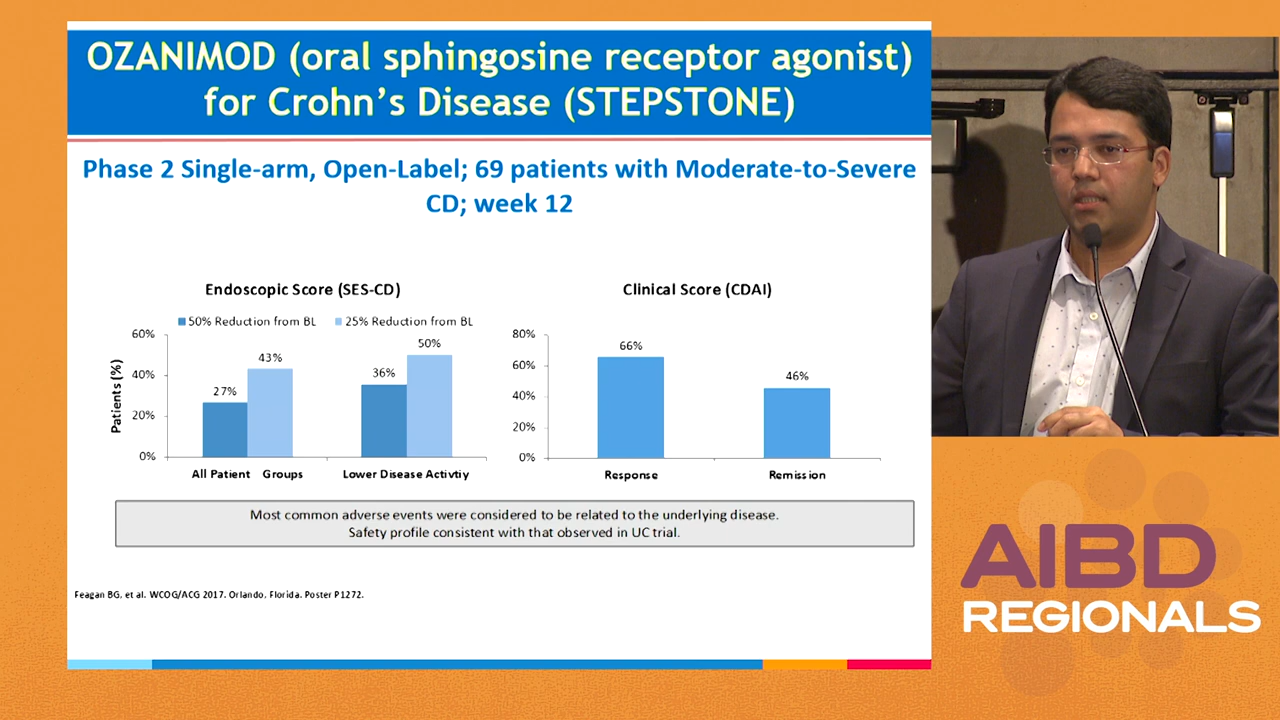 OZANIMOD (oral sphingosine receptor agonist)
for Crohn's Disease (STEPSTONE)
Phase 2 Single-arm, Open-Label; 69 patients with Moderate-to-Severe
CD; week 12
Endoscopic Score (SES-CD)
50% Reduction from BL
25% Reduction from BL
Patients (%)
60%
40%
20%
0%
27%
43%
36%
50%
All Patient Groups
Lower Disease Activtiy
Clinical Score (CDAI)
80%
60%
40%
20%
0%
66%
46%
Response
Remission
Most common adverse events were considered to be related to the underlying disease.
Safety profile consistent with that observed in UC trial.
Feagan BG, et al. WCOG/ACG 2017. Orlando, Florida. Poster P1272.
AIBD
REGIONALS